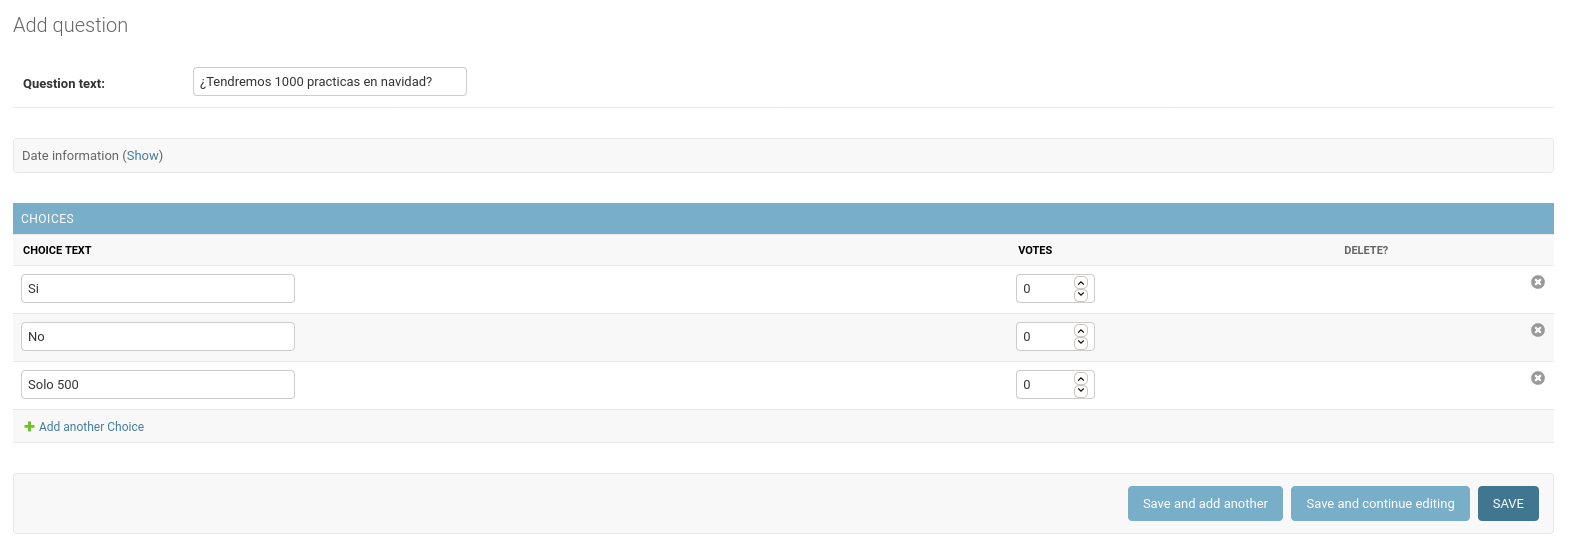 Add question
Question text: ¿Tendremos 1000 practicas en navidad?
Date information (Show)
CHOICES
CHOICE TEXT VOTES DELETE?
Si 0
No 0
Solo 500 0
Add another Choice
Save and add another Save and continue editing SAVE